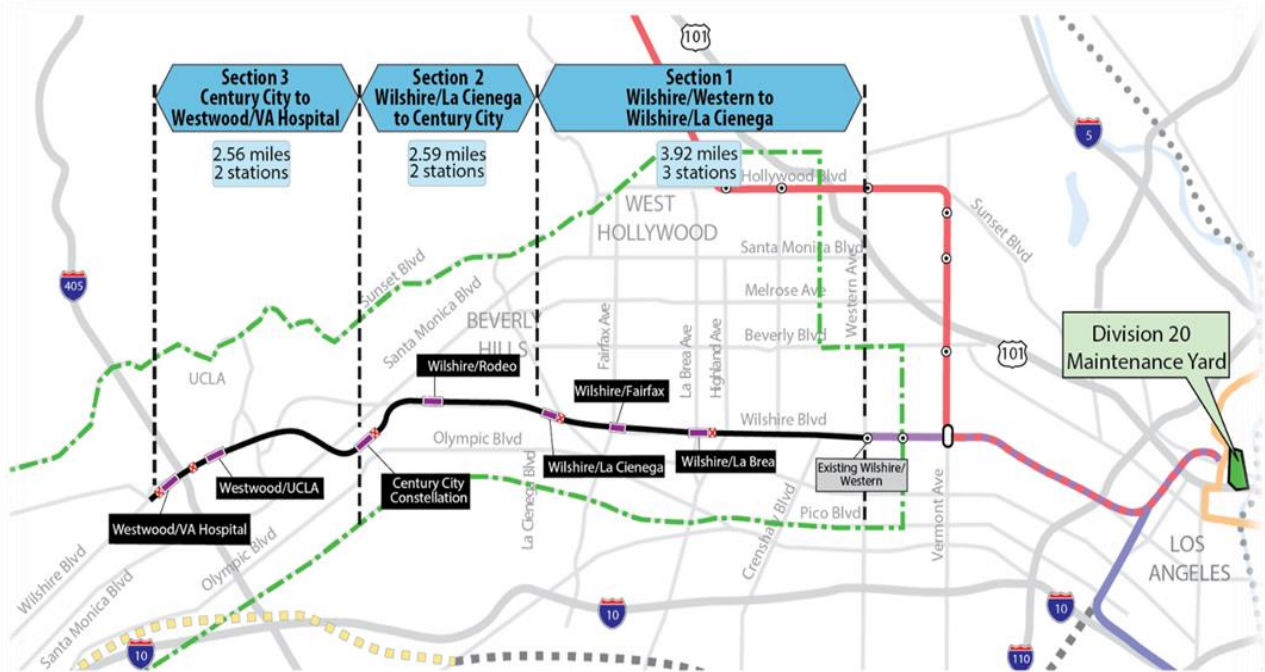 101
Section 3
Century City to
Westwood/VA Hospital
Section 2
Wilshire/La Cienega
to Century City
Section 1
Wilshire/Western to
Wilshire/La Cienega
2.56 miles
2 stations
2.59 miles
2 stations
3.92 miles
3 stations
5
Hollywood Blvd
WEST
HOLLYWOOD
Sunset Blvd
Santa Monica Blvd
Western Ave
Sunset Blvd
405
Santa Monica Blvd
Melrose Ave
BEVERLY
HILLS
Fairfax Ave
La Brea Ave
Highland Ave
Beverly Blvd
101
Division 20
Maintenance Yard
UCLA
Wilshire/Rodeo
Wilshire/Fairfax
Wilshire Blvd
Olympic Blvd
Wilshire/La Cienega
Wilshire/La Brea
Existing Wilshire/
Western
Westwood/UCLA
Century City
Constellation
La Cienega Blvd
Crenshaw Blvd
Pico Blvd
Vermont Ave
Westwood/VA Hospital
LOS
ANGELES
Wilshire Blvd
Santa Monica Blvd
Olympic Blvd
10
10
10
110